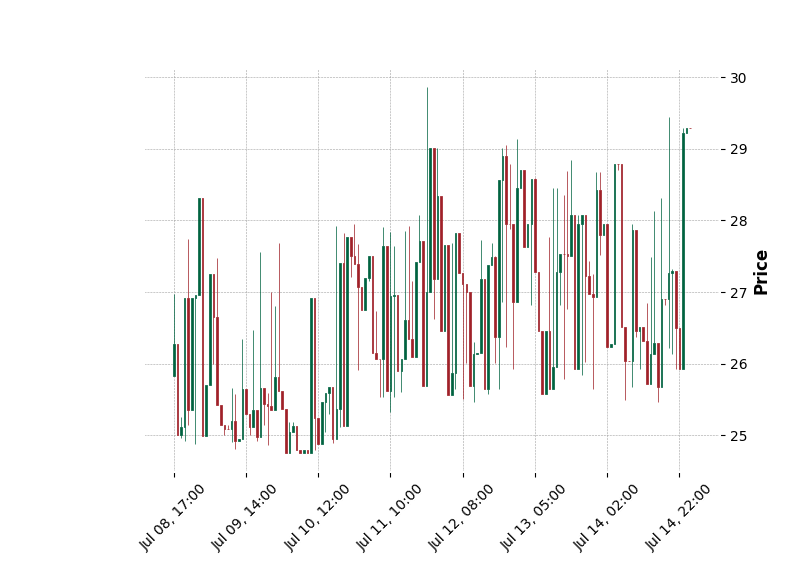 30
29
28
27
26
25
Price
Jul 08, 17:00
Jul 09, 14:00
Jul 10, 12:00
Jul 11, 10:00
Jul 12, 08:00
Jul 13, 05:00
Jul 14, 02:00
Jul 14, 22:00